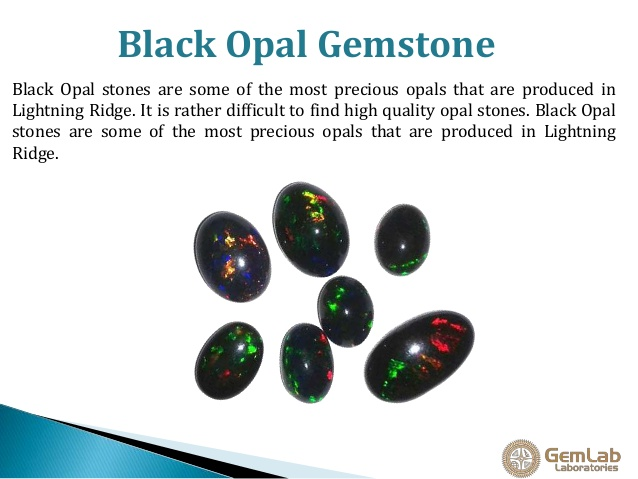 Black Opal Gemstone
Black Opal stones are some of the most precious opals that are produced in
Lightning Ridge. It is rather difficult to find high quality opal stones. Black Opal
stones are some of the most precious opals that are produced in Lightning
Ridge.
GemLab
Laboratories